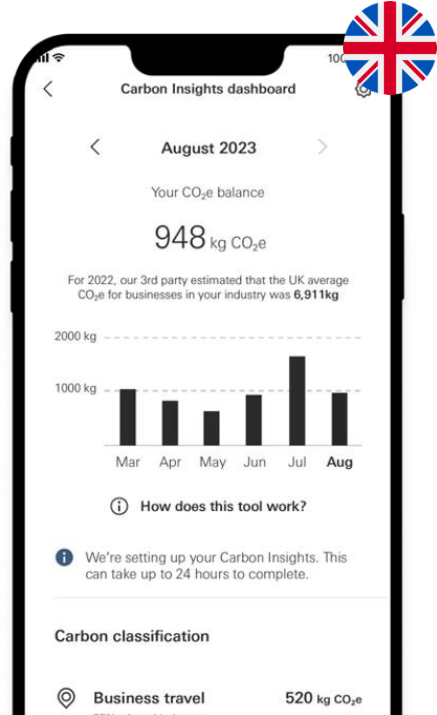 100
Carbon Insights dashboard
August 2023
Your CO₂e balance
948 kg CO₂e
For 2022, our 3rd party estimated that the UK average
CO₂e for businesses in your industry was 6,911kg
2000 kg
1000 kg
Mar Apr May Jun Jul Aug
How does this tool work?
We're setting up your Carbon Insights. This
can take up to 24 hours to complete.
Carbon classification
Business travel 520 kg CO₂e